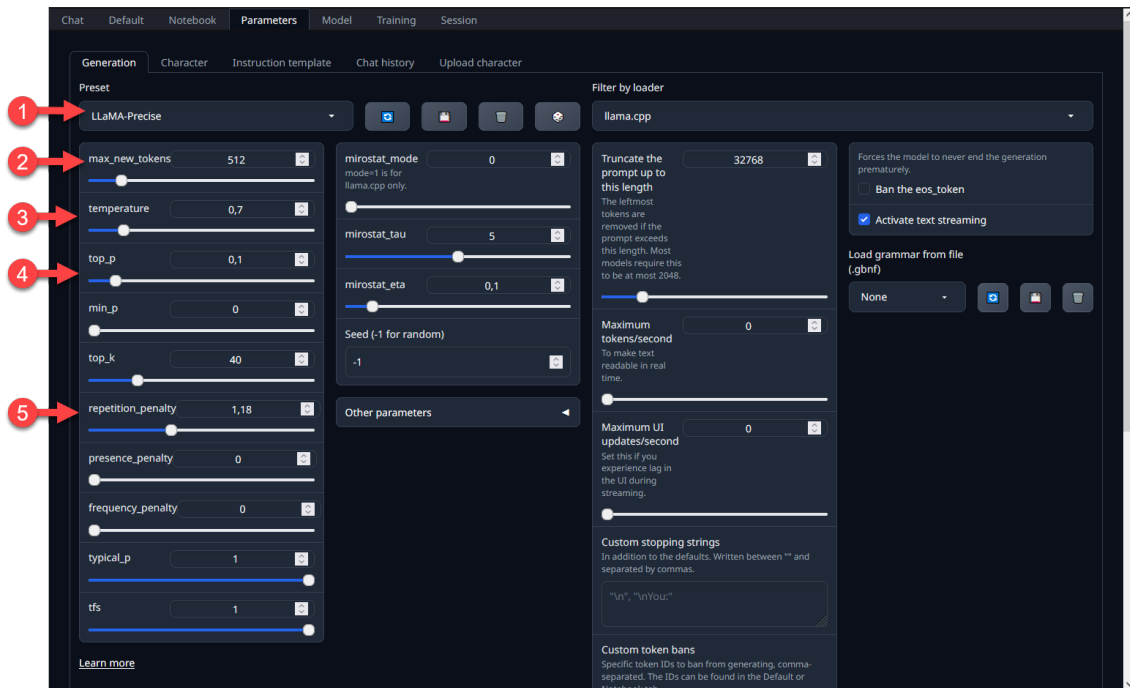 Chat Default Notebook Parameters Model Training Session
Generation Character Instruction template Chat history Upload character
Preset
1
LLaMA-Precise
Filter by loader
llama.cpp
2
max_new_tokens 512
3
temperature 0,7
4
top_p 0,1
min_p 0
top_k 40
5
repetition_penalty 1,18
presence_penalty 0
frequency_penalty 0
typical_p 1
tfs 1
Learn more
mirostat_mode 0
mode=1 is for
llama.cpp only.
mirostat_tau 5
mirostat_eta 0,1
Seed (-1 for random)
-1
Other parameters
Truncate the 32768
prompt up to
this length
The leftmost
tokens are
removed if the
prompt exceeds
this length. Most
models require this
to be at most 2048.
Maximum 0
tokens/second
To make text
readable in real
time.
Maximum UI 0
updates/second
Set this if you
experience lag in
the UI during
streaming.
Custom stopping strings
In addition to the defaults. Written between "" and
separated by commas.
"\n", "\nYou:"
Custom token bans
Specific token IDs to ban from generating, comma-
separated. The IDs can be found in the Default or
Notebook tab.
Forces the model to never end the generation
prematurely.
Ban the eos_token
Activate text streaming
Load grammar from file
(.gbnf)
None